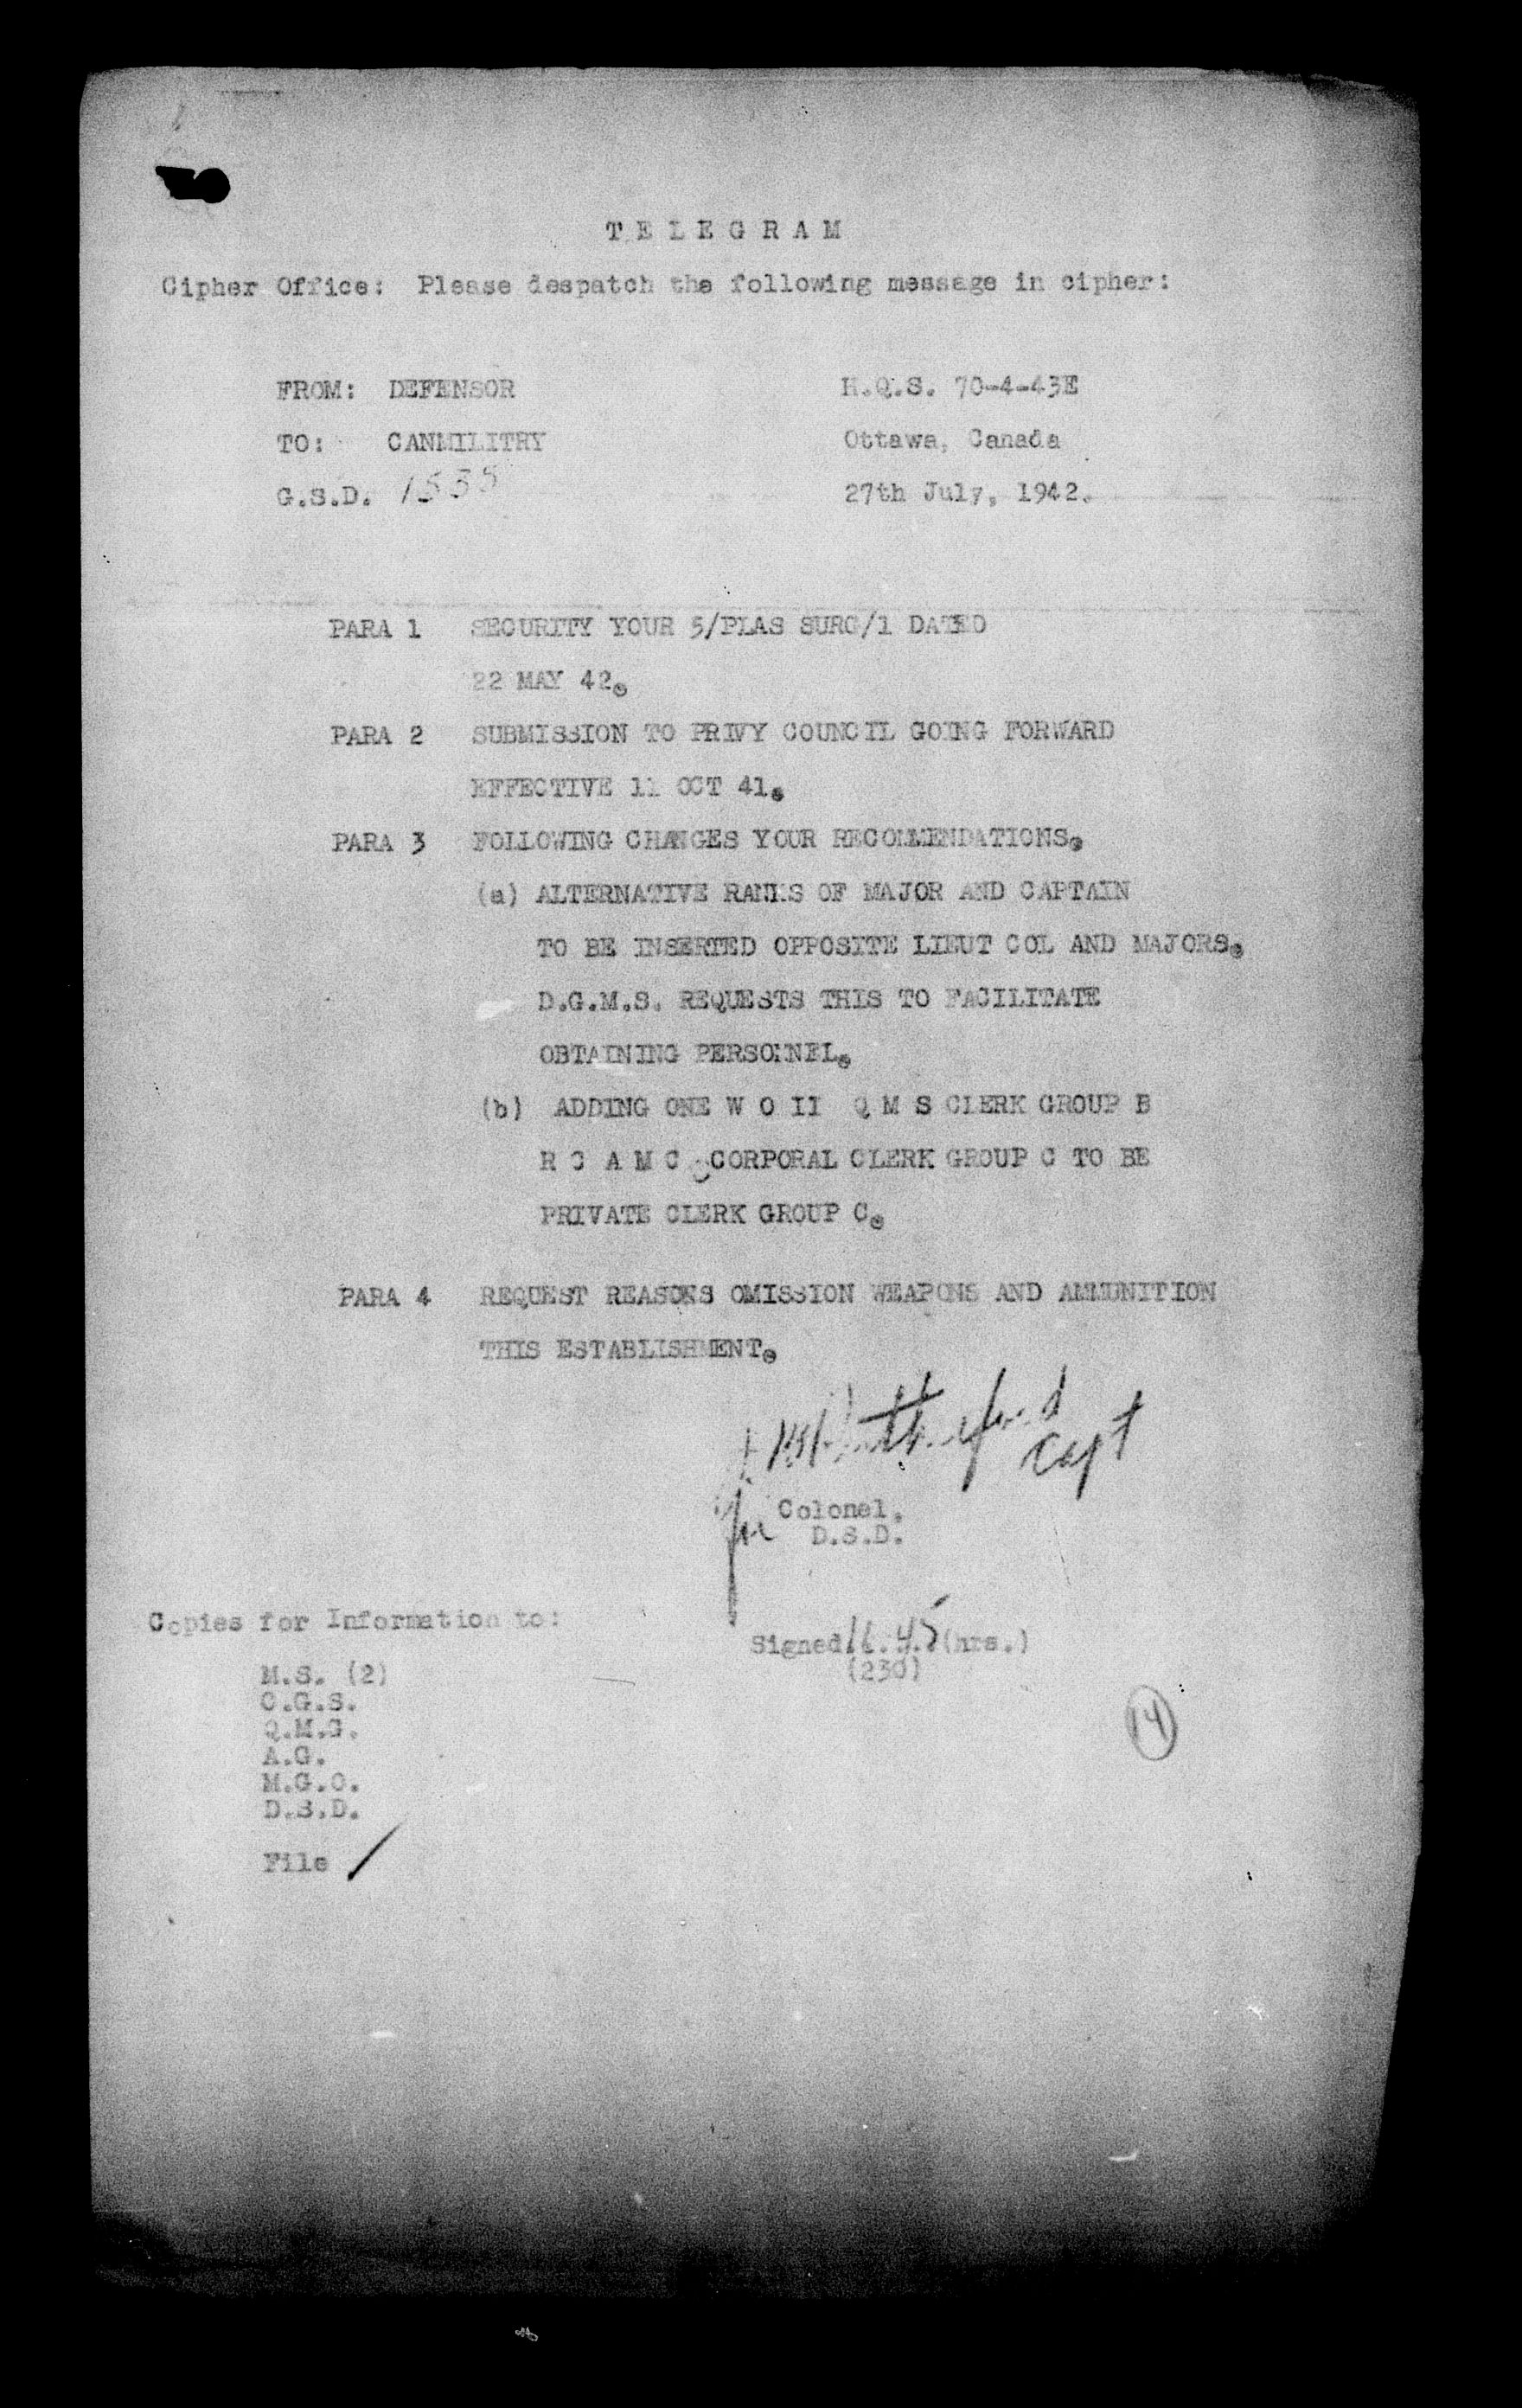 TELEGRAM
Cipher Office: Please despatch the following message in cipher:
FROM: DEFENSOR
TO: CANMILITRY
G.S.D. 1535
H.Q.S. 70-4-43E
Ottawa, Canada
27th July, 1942.
PARA 1 SECURITY YOUR 5/PLAS SURG/1 DATED
22 MAY 42.
PARA 2 SUBMISSION TO PRIVY COUNCIL GOING FORWARD
EFFECTIVE 11 OCT 41.
PARA 3 FOLLOWING CHANGES YOUR RECOMMENDATIONS.
(a) ALTERNATIVE RANKS OF MAJOR AND CAPTAIN
TO BE INSERTED OPPOSITE LIEUT COL AND MAJORS.
D.G.M.S. REQUESTS THIS TO FACILITATE
OBTAINING PERSONNEL.
(b) ADDING ONE W O II Q M S CLERK GROUP B
R C A M C CORPORAL CLERK GROUP C TO BE
PRIVATE CLERK GROUP C.
PARA 4 REQUEST REASONS OMISSION WEAPONS AND AMMUNITION
THIS ESTABLISHMENT.
Capt
for Colonel,
D.S.D.
Copies for Information to:
Signed 16.45 (hrs.)
(230)
M.S. (2)
C.G.S.
Q.M.G.
A.G.
M.G.O.
D.S.D.
File
14